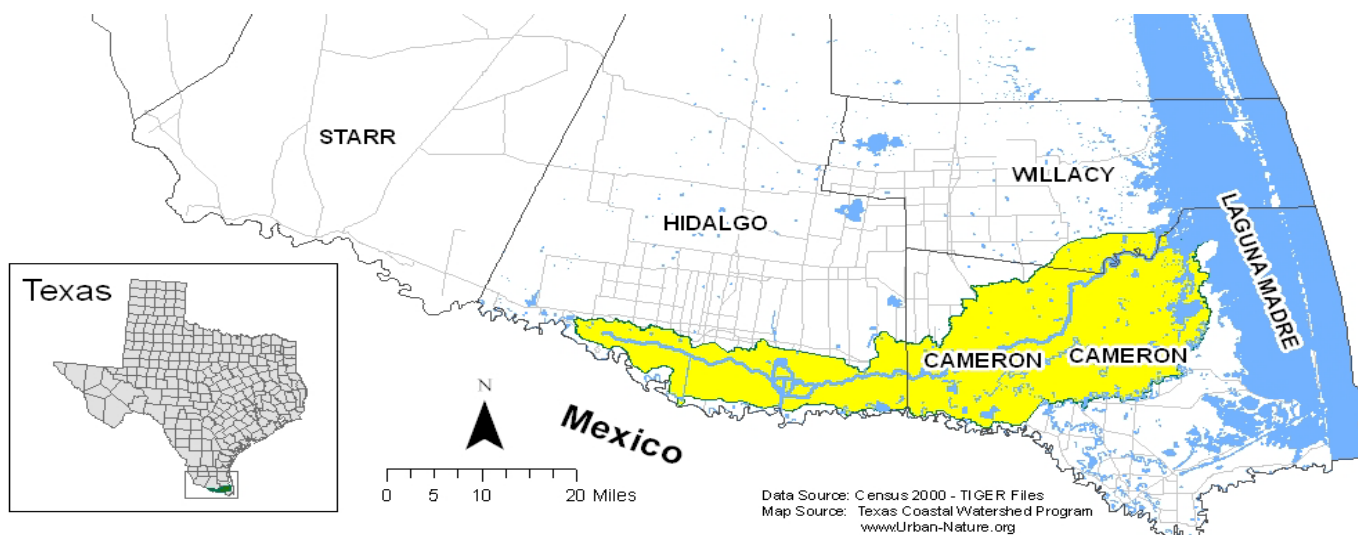 STARR
HIDALGO
WILLACY
LAGUNA MADRE
CAMERON
CAMERON
Texas
N
Mexico
0 5 10 20 Miles
Data Source: Census 2000 - TIGER Files
Map Source: Texas Coastal Watershed Program
www.Urban-Nature.org